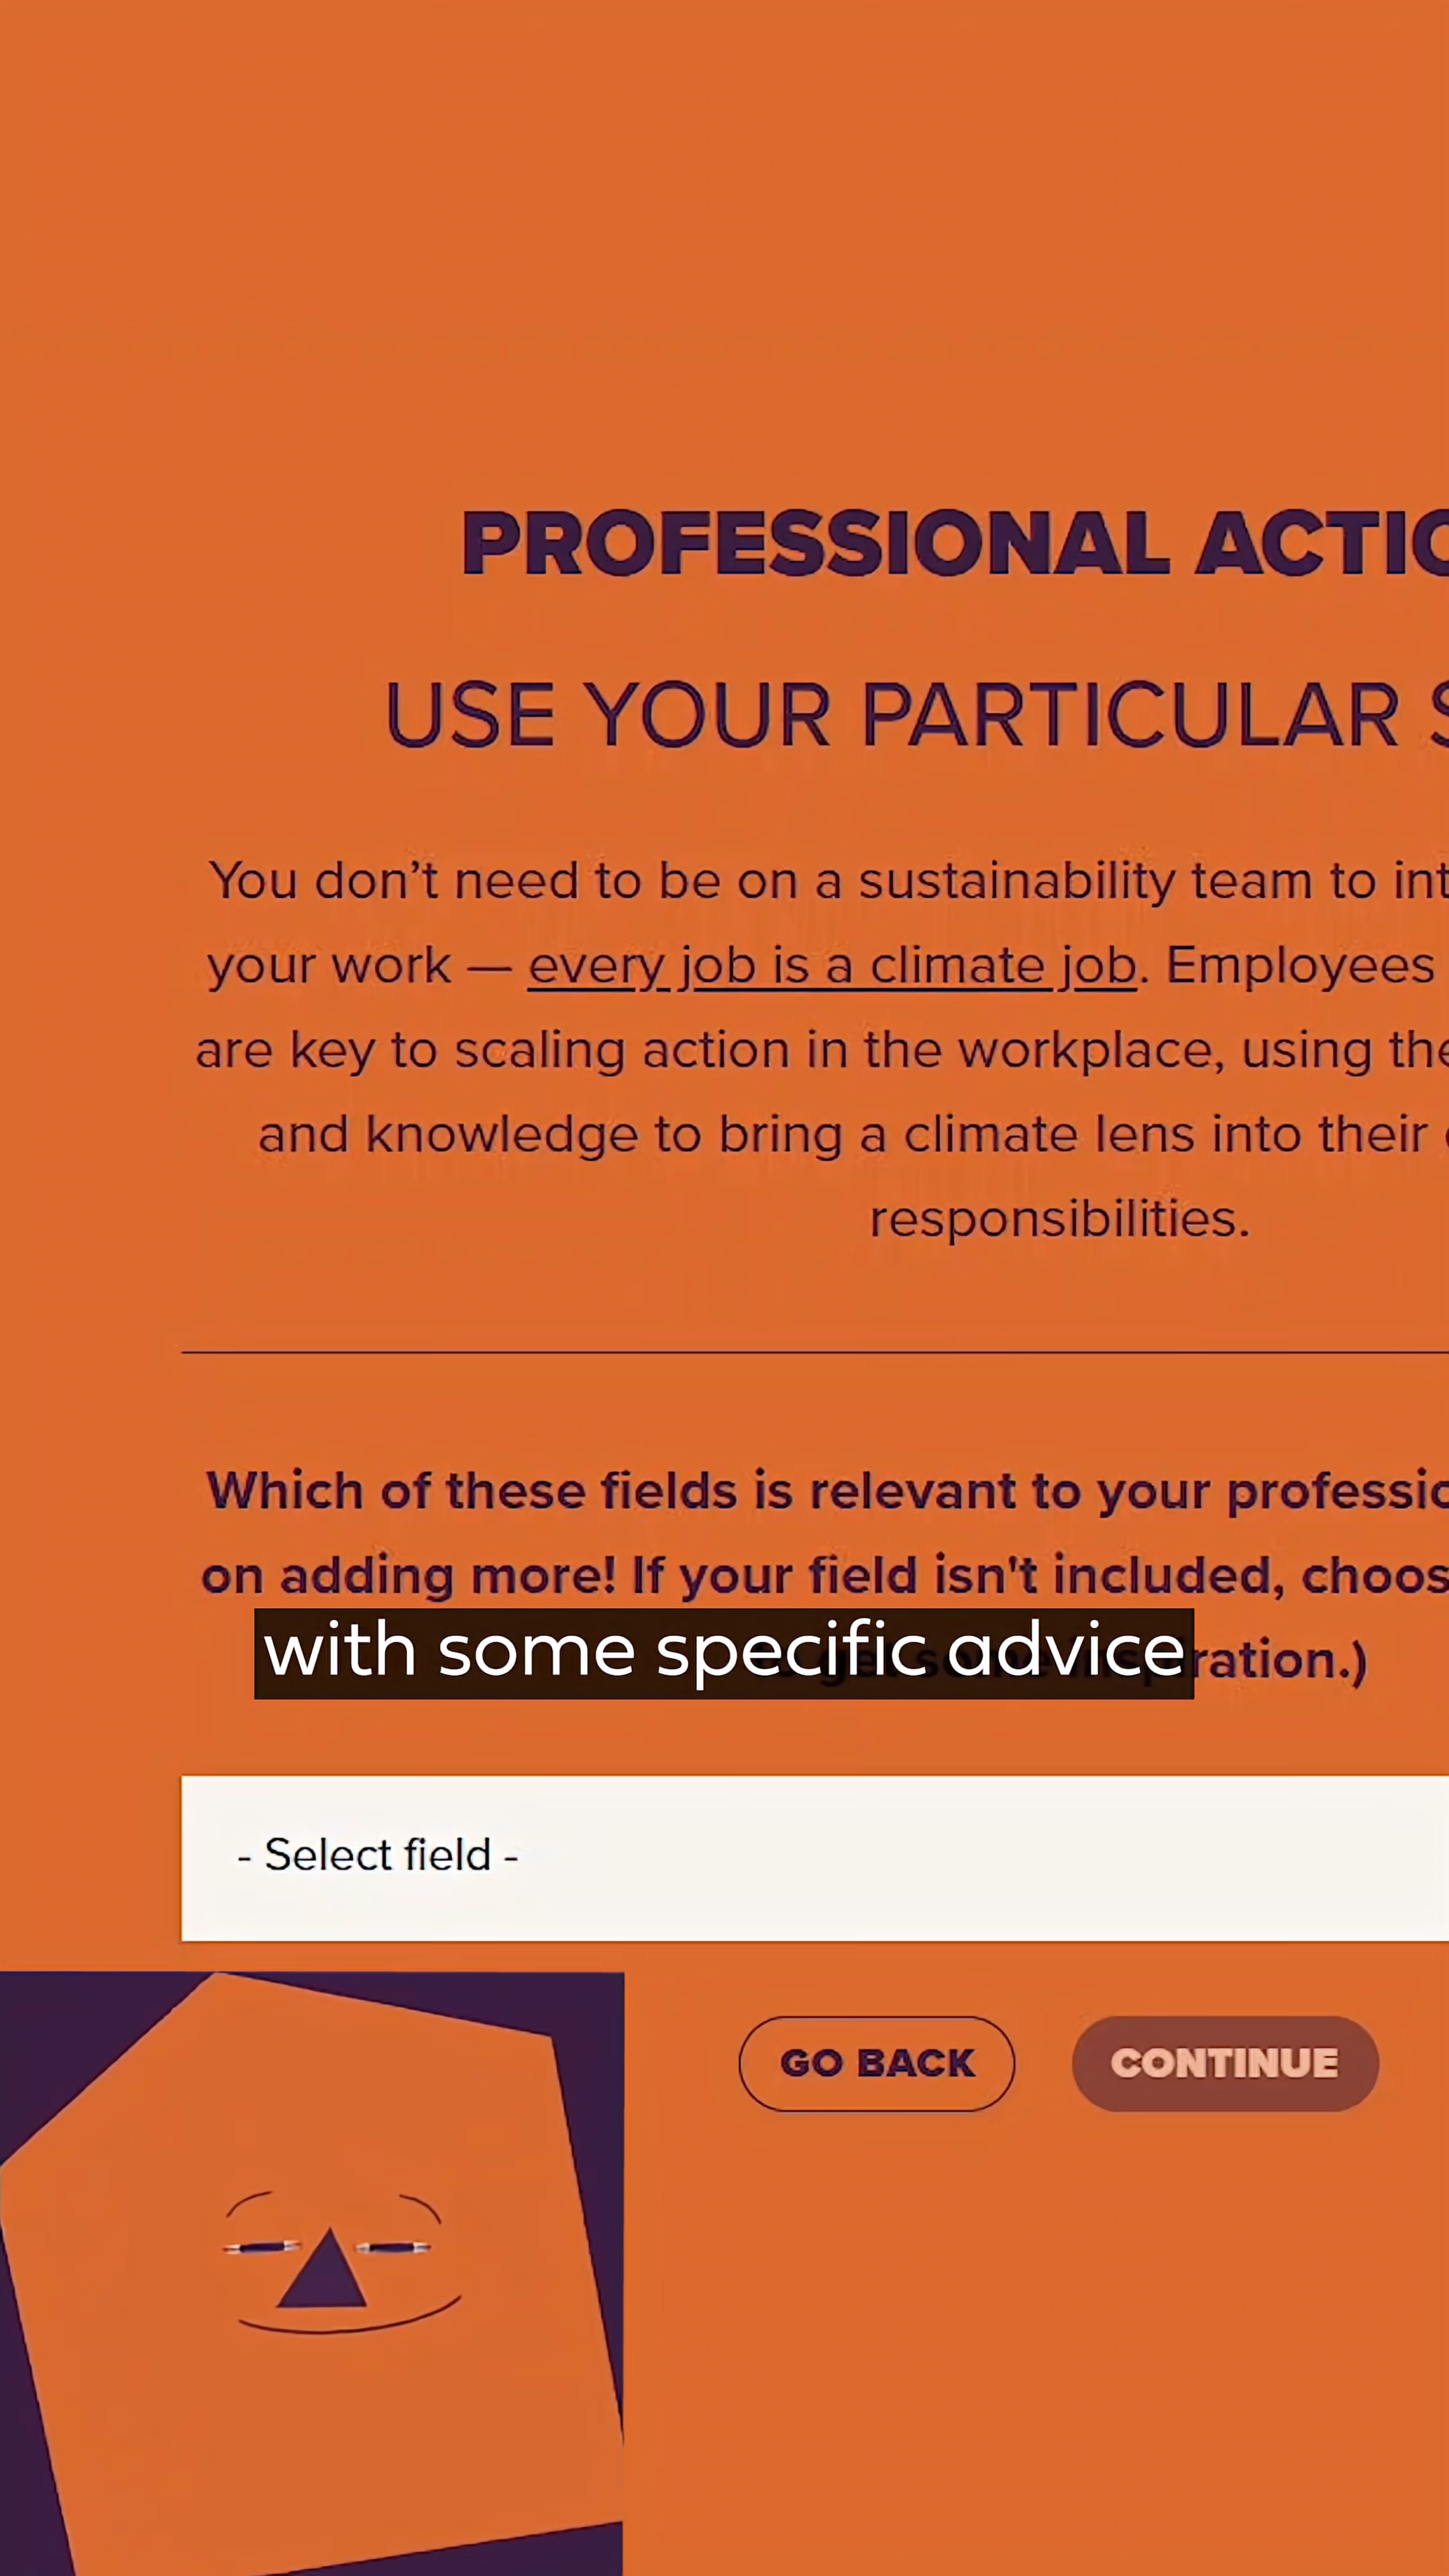 PROFESSIONAL ACTIO
USE YOUR PARTICULAR S
You don’t need to be on a sustainability team to int
your work — every job is a climate job. Employees
are key to scaling action in the workplace, using the
and knowledge to bring a climate lens into their
responsibilities.
Which of these fields is relevant to your professio
on adding more! If your field isn't included, choos
with some specific advice
ration.)
- Select field -
GO BACK
CONTINUE